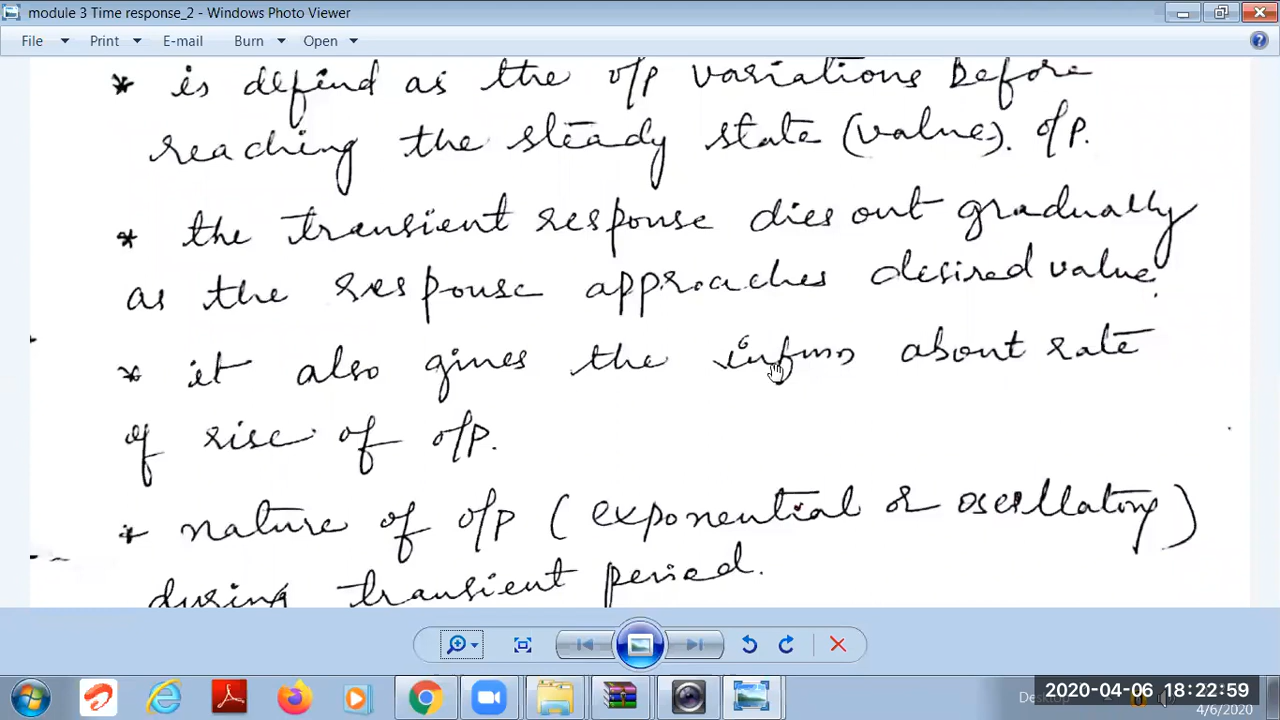 module 3 Time response_2 - Windows Photo Viewer
File Print E-mail Burn Open
* is defind as the o/p variations Before
reaching the steady state (value). o/p.
* the transient response dies out gradually
as the response approaches desired value.
* it also gives the about rate
of rise of o/p.
* nature of o/p (exponential or oscillatory)
during transient period.
Desktop
2020-04-06 18:22:59
4/6/2020